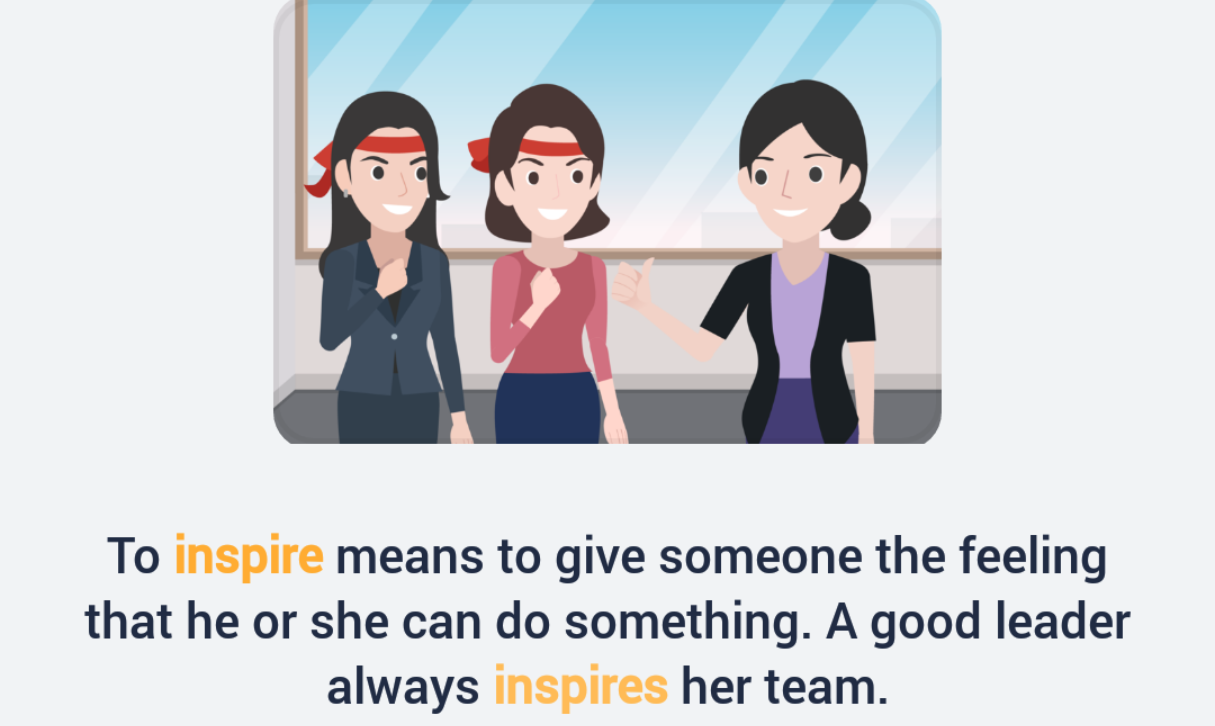 To inspire means to give someone the feeling
that he or she can do something. A good leader
always inspires her team.